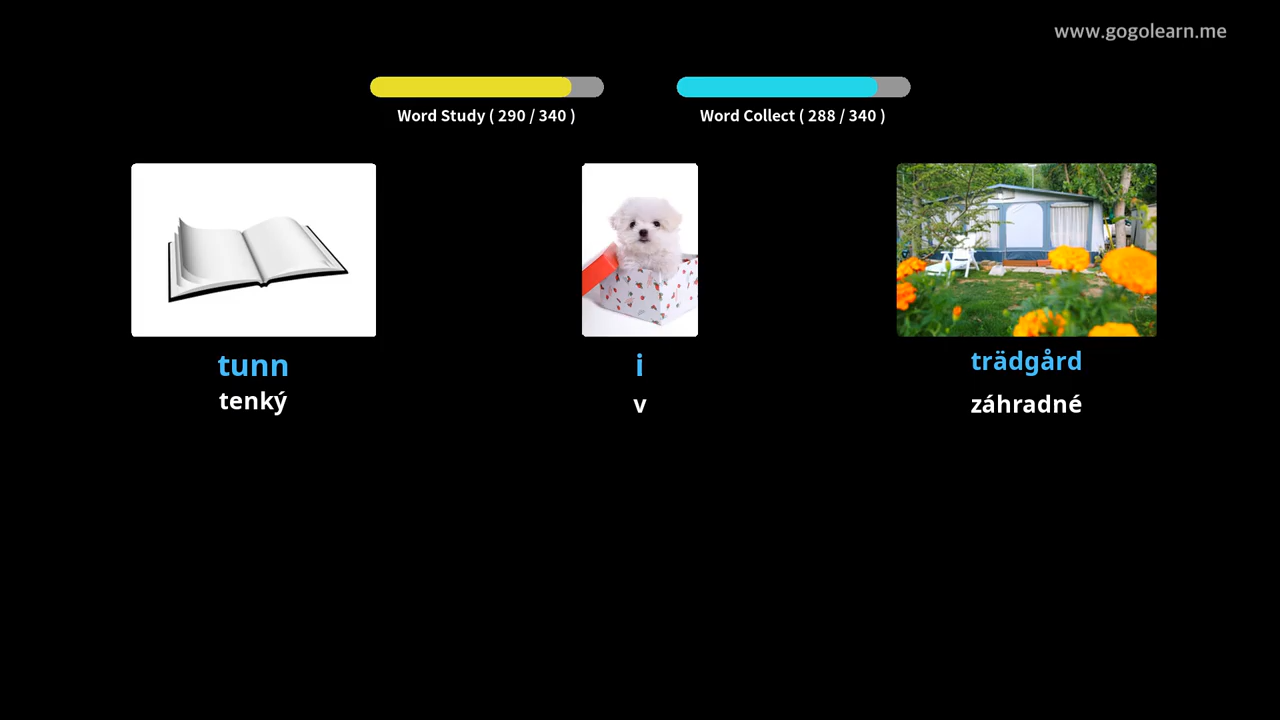 www.gogolearn.me
Word Study ( 290 / 340 )
Word Collect ( 288 / 340 )
tunn
tenký
i
v
trädgård
záhradné